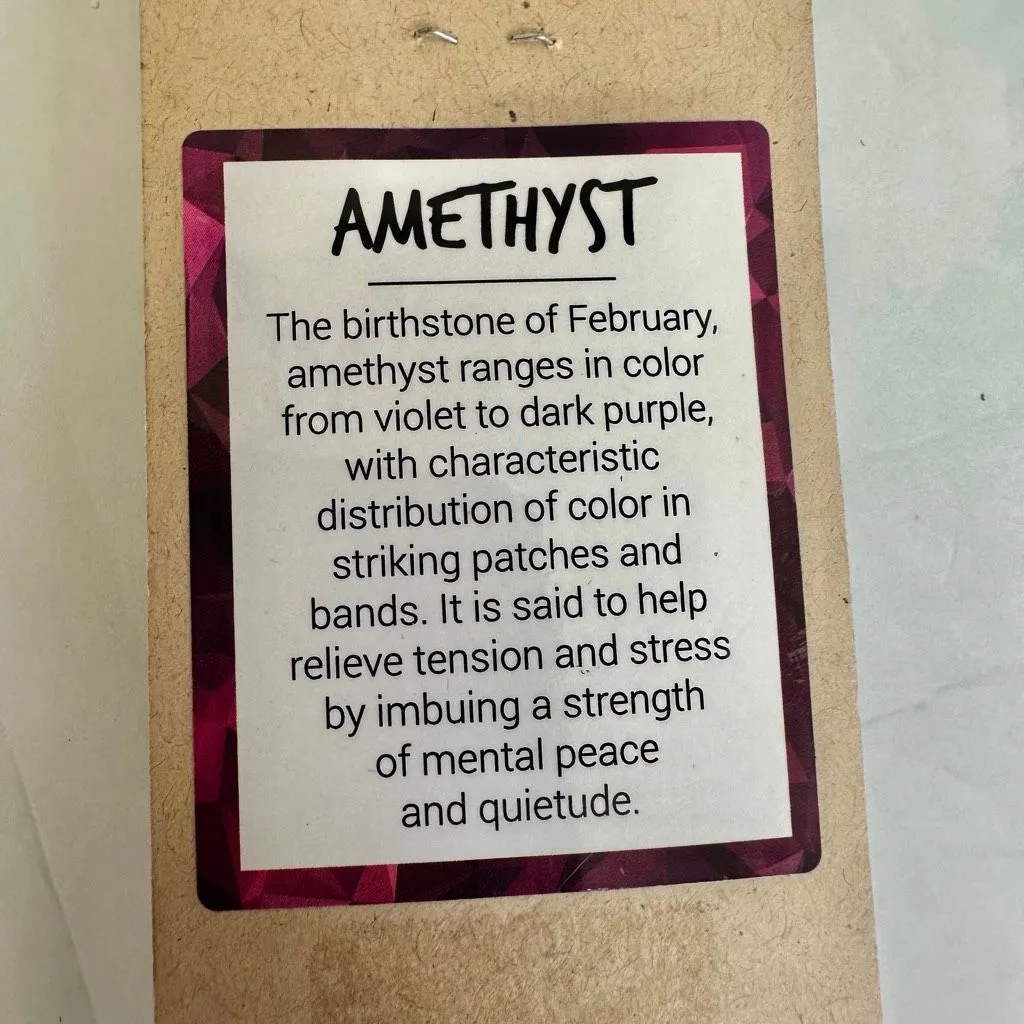 AMETHYST
The birthstone of February,
amethyst ranges in color
from violet to dark purple,
with characteristic
distribution of color in
striking patches and
bands. It is said to help
relieve tension and stress
by imbuing a strength
of mental peace
and quietude.